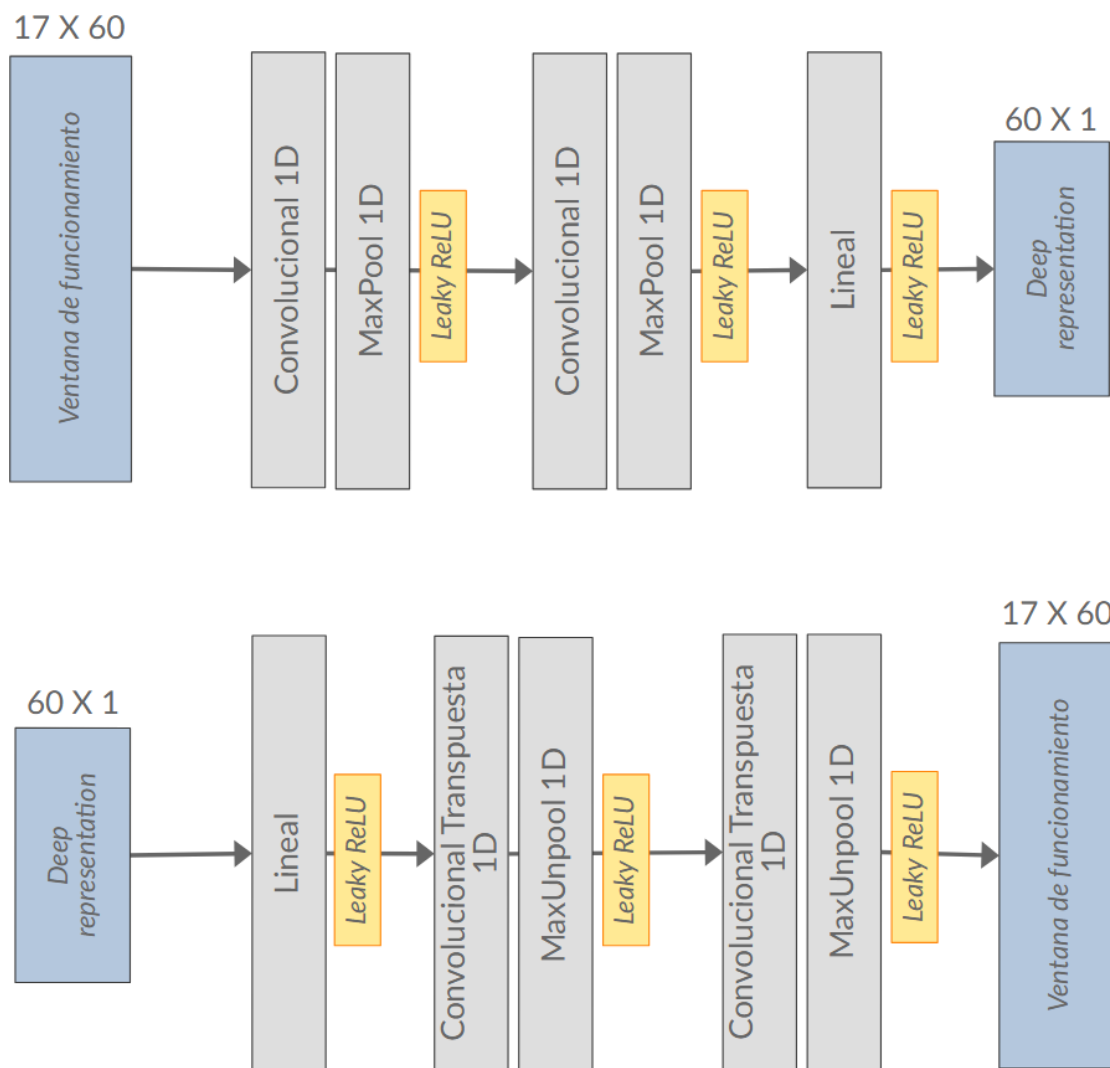 17 X 60
Ventana de funcionamiento
Convolucional 1D
MaxPool 1D
Leaky ReLU
Convolucional 1D
MaxPool 1D
Leaky ReLU
Lineal
Leaky ReLU
60 X 1
Deep
representation
60 X 1
Deep
representation
Lineal
Leaky ReLU
Convolucional Transpuesta
1D
MaxUnpool 1D
Leaky ReLU
Convolucional Transpuesta
1D
MaxUnpool 1D
Leaky ReLU
17 X 60
Ventana de funcionamiento